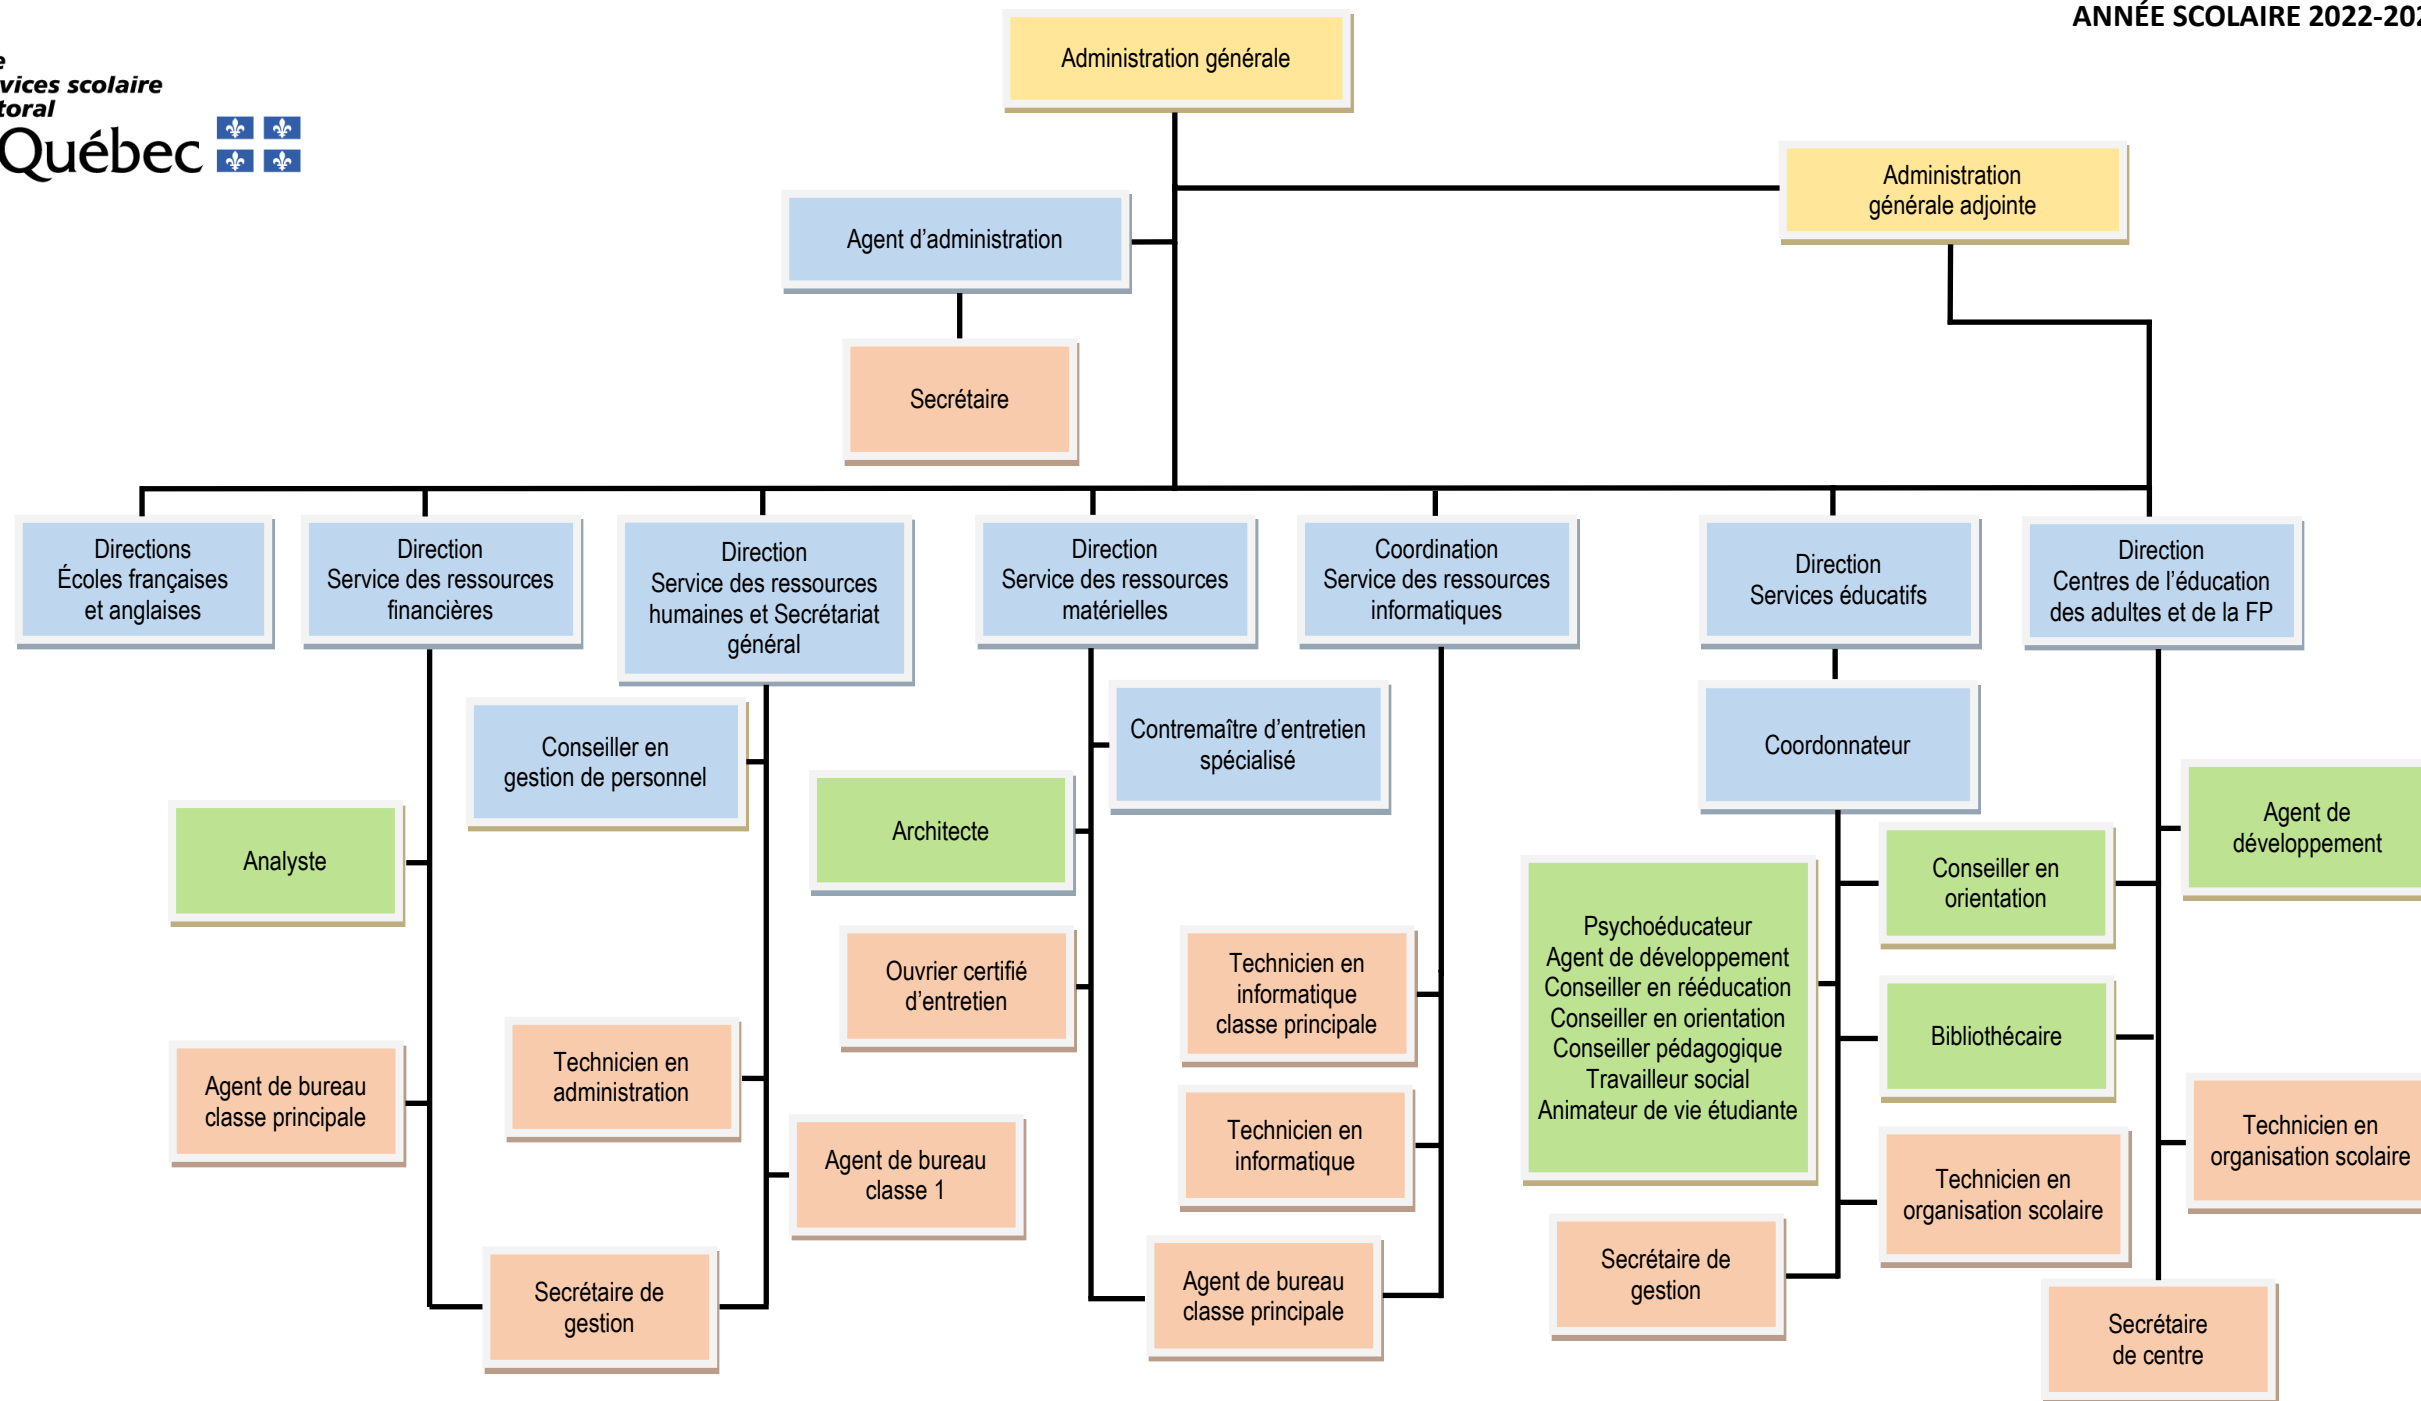 ANNÉE SCOLAIRE 2022-202
vices scolaire
toral
Québec
Administration générale
Administration
générale adjointe
Agent d’administration
Secrétaire
Directions
Écoles françaises
et anglaises
Direction
Service des ressources
financières
Direction
Service des ressources
humaines et Secrétariat
général
Direction
Service des ressources
matérielles
Coordination
Service des ressources
informatiques
Direction
Services éducatifs
Direction
Centres de l’éducation
des adultes et de la FP
Conseiller en
gestion de personnel
Contremaître d’entretien
spécialisé
Coordonnateur
Analyste
Architecte
Conseiller en
orientation
Agent de
développement
Psychoéducateur
Agent de développement
Conseiller en rééducation
Conseiller en orientation
Conseiller pédagogique
Travailleur social
Animateur de vie étudiante
Ouvrier certifié
d’entretien
Technicien en
informatique
classe principale
Bibliothécaire
Agent de bureau
classe principale
Technicien en
administration
Agent de bureau
classe 1
Technicien en
informatique
Technicien en
organisation scolaire
Technicien en
organisation scolaire
Secrétaire de
gestion
Agent de bureau
classe principale
Secrétaire de
gestion
Secrétaire
de centre